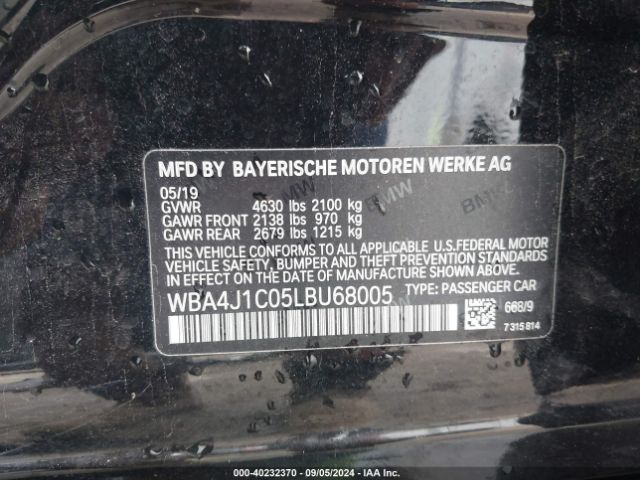 MFD BY BAYERISCHE MOTOREN WERKE AG
05/19
GVWR 4630 lbs 2100 kg
GAWR FRONT 2138 lbs 970 kg
GAWR REAR 2679 lbs 1215 kg
THIS VEHICLE CONFORMS TO ALL APPLICABLE U.S.FEDERAL MOTOR
VEHICLE SAFETY, BUMPER AND THEFT PREVENTION STANDARDS
IN EFFECT ON THE DATE OF MANUFACTURE SHOWN ABOVE.
WBA4J1C05LBU68005 TYPE: PASSENGER CAR
668/9
7 315 814
000-40232370 - 09/05/2024 - IAA Inc.